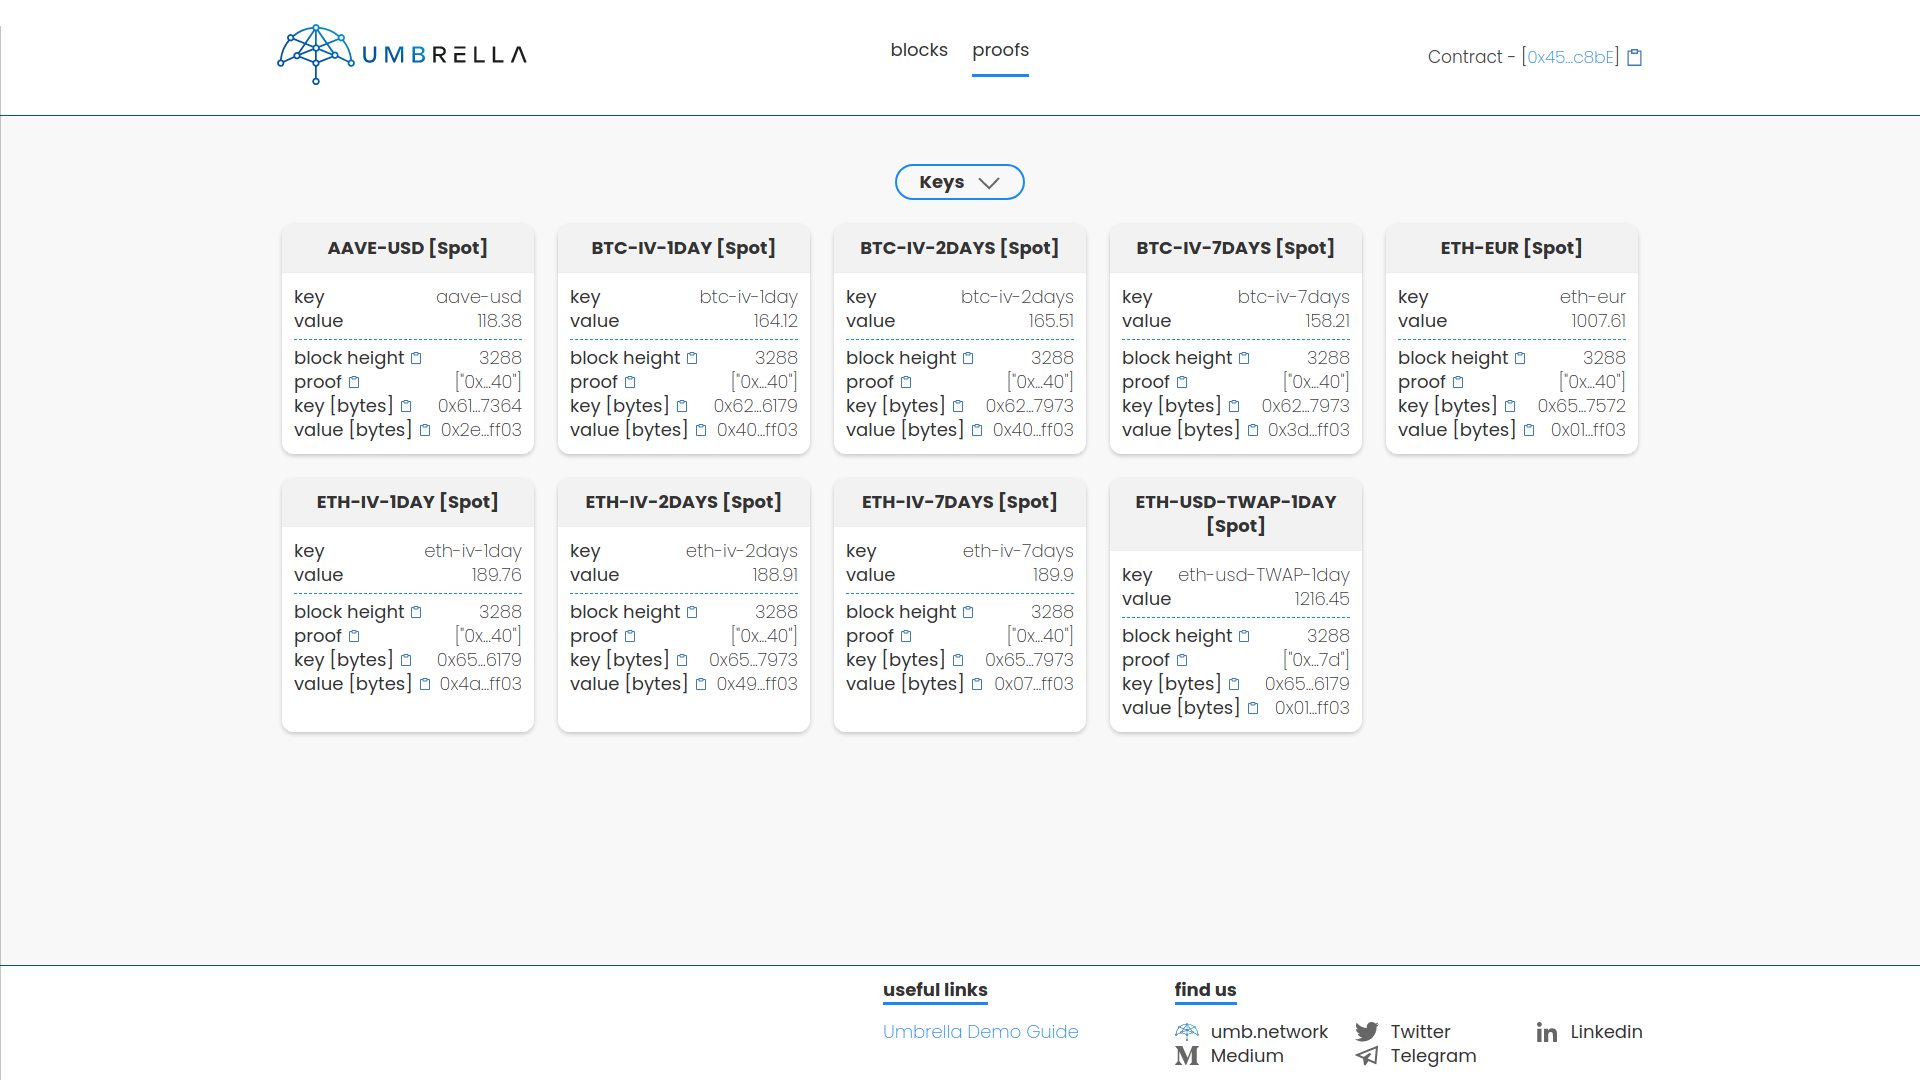 UMBRELLA
blocks proofs
Contract - [0x45...c8bE]
Keys
AAVE-USD [Spot]
key aave-usd
value 118.38
block height 3288
proof ["0x...40"]
key [bytes] 0x61...7364
value [bytes] 0x2e...ff03
BTC-IV-1DAY [Spot]
key btc-iv-1day
value 164.12
block height 3288
proof ["0x...40"]
key [bytes] 0x62...6179
value [bytes] 0x40...ff03
BTC-IV-2DAYS [Spot]
key btc-iv-2days
value 165.51
block height 3288
proof ["0x...40"]
key [bytes] 0x62...7973
value [bytes] 0x40...ff03
BTC-IV-7DAYS [Spot]
key btc-iv-7days
value 158.21
block height 3288
proof ["0x...40"]
key [bytes] 0x62...7973
value [bytes] 0x3d...ff03
ETH-EUR [Spot]
key eth-eur
value 1007.61
block height 3288
proof ["0x...40"]
key [bytes] 0x65...7572
value [bytes] 0x01...ff03
ETH-IV-1DAY [Spot]
key eth-iv-1day
value 189.76
block height 3288
proof ["0x...40"]
key [bytes] 0x65...6179
value [bytes] 0x4a...ff03
ETH-IV-2DAYS [Spot]
key eth-iv-2days
value 188.91
block height 3288
proof ["0x...40"]
key [bytes] 0x65...7973
value [bytes] 0x49...ff03
ETH-IV-7DAYS [Spot]
key eth-iv-7days
value 189.9
block height 3288
proof ["0x...40"]
key [bytes] 0x65...7973
value [bytes] 0x07...ff03
ETH-USD-TWAP-1DAY
[Spot]
key eth-usd-TWAP-1day
value 1216.45
block height 3288
proof ["0x...7d"]
key [bytes] 0x65...6179
value [bytes] 0x01...ff03
useful links
Umbrella Demo Guide
find us
umb.network Twitter Linkedin
Medium Telegram